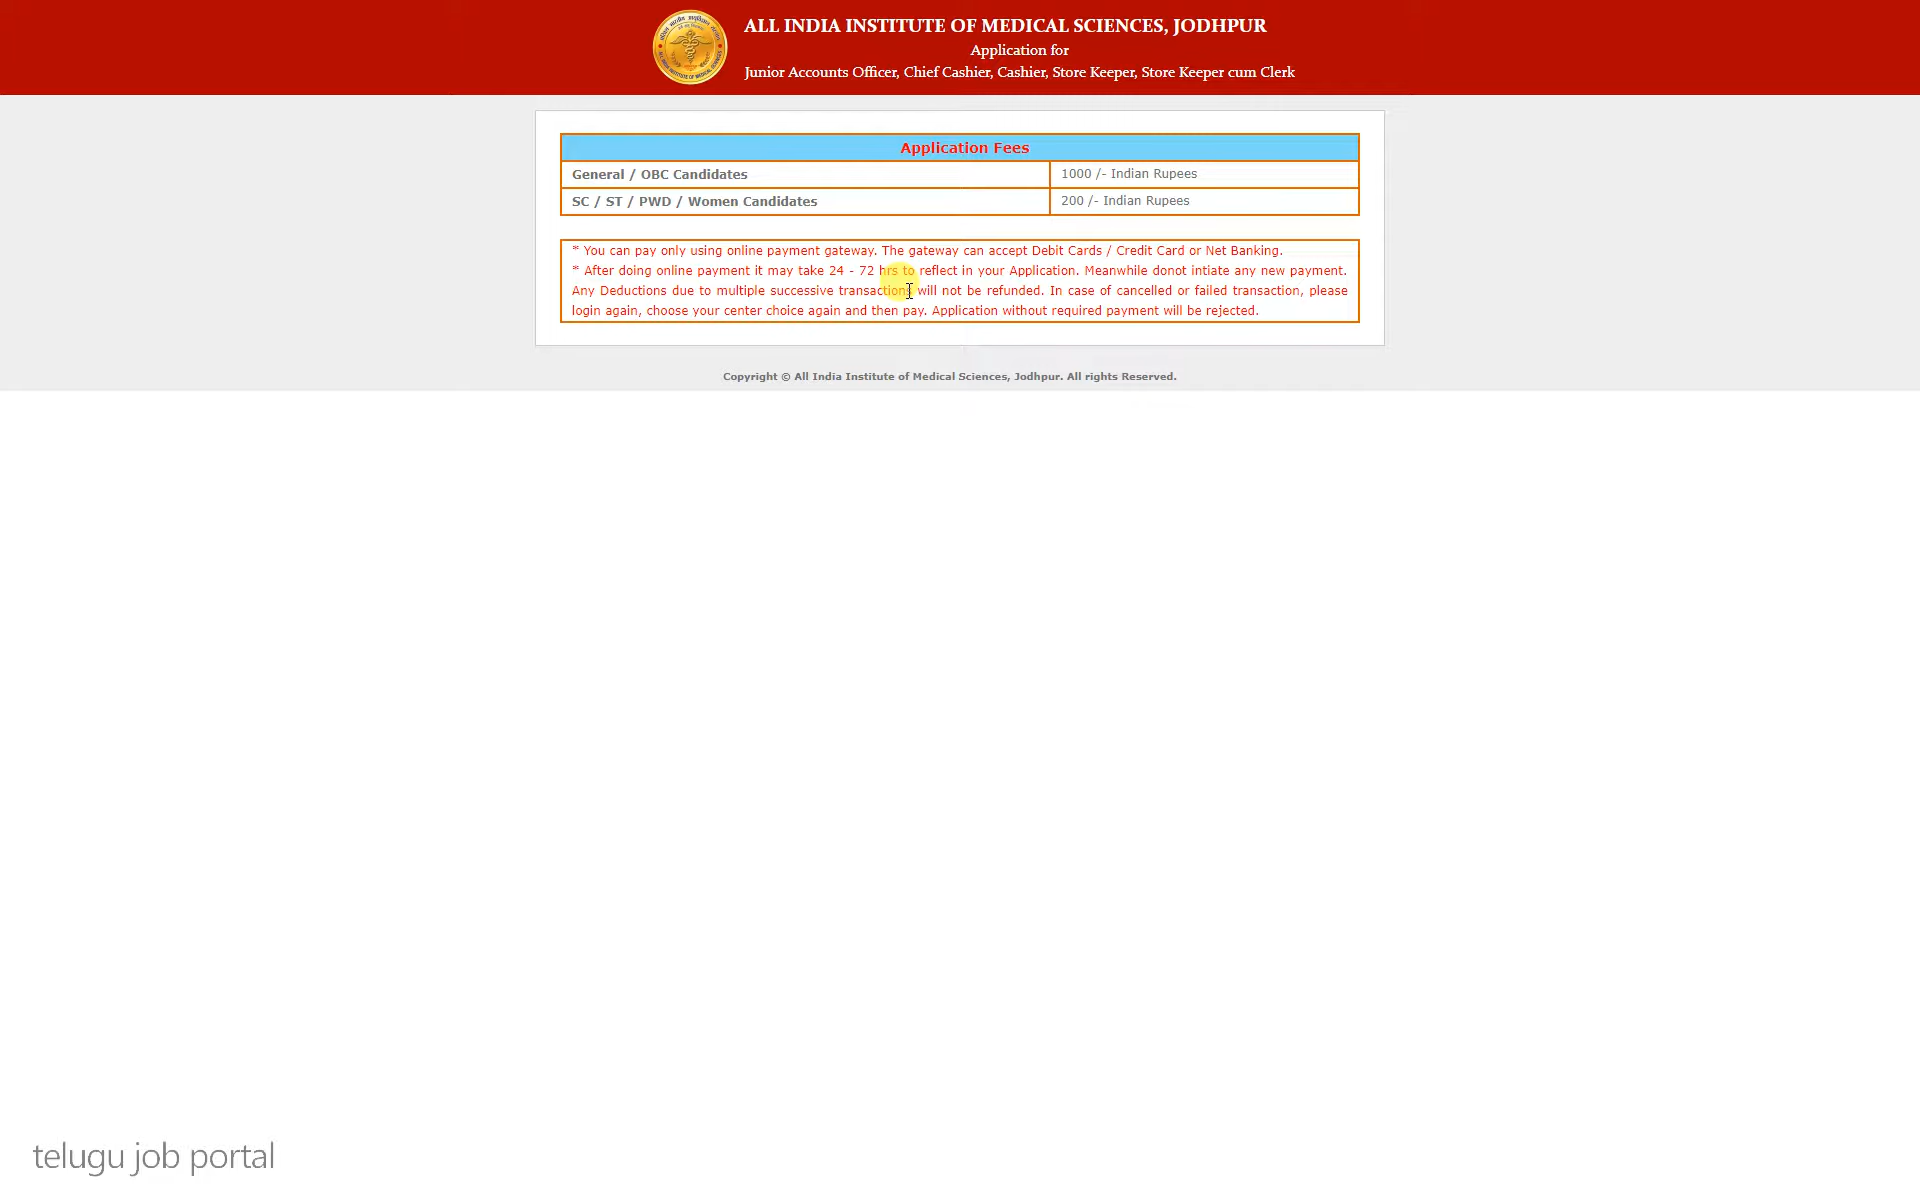 ALL INDIA INSTITUTE OF MEDICAL SCIENCES, JODHPUR
Application for
Junior Accounts Officer, Chief Cashier, Cashier, Store Keeper, Store Keeper cum Clerk
Application Fees
General / OBC Candidates 1000 /- Indian Rupees
SC / ST / PWD / Women Candidates 200 /- Indian Rupees
* You can pay only using online payment gateway. The gateway can accept Debit Cards / Credit Card or Net Banking.
* After doing online payment it may take 24 - 72 hrs to reflect in your Application. Meanwhile donot intiate any new payment.
Any Deductions due to multiple successive transactions will not be refunded. In case of cancelled or failed transaction, please
login again, choose your center choice again and then pay. Application without required payment will be rejected.
Copyright © All India Institute of Medical Sciences, Jodhpur. All rights Reserved.
telugu job portal